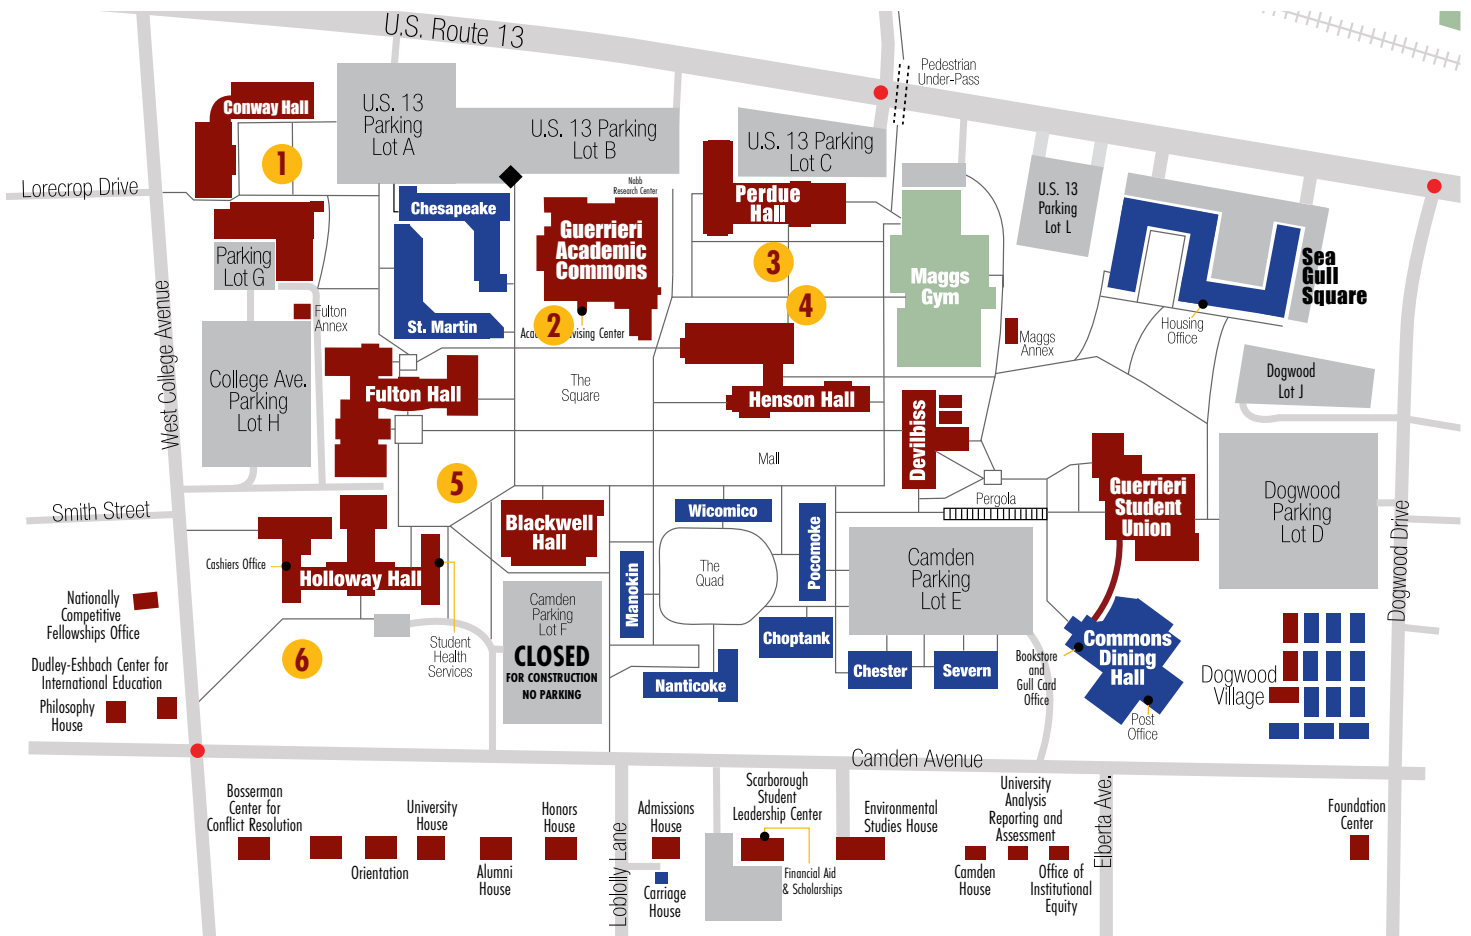 U.S. Route 13
Pedestrian
Under-Pass
Conway Hall
U.S. 13
Parking
Lot A
U.S. 13 Parking
Lot B
U.S. 13 Parking
Lot C
1
Lorecrop Drive
Nabb
Research Center
Chesapeake
Perdue
Hall
U.S. 13
Parking
Lot L
Guerrieri
Academic
Commons
Parking
Lot G
3
Maggs
Gym
Sea
Gull
Square
4
Fulton
Annex
St. Martin
2
Aca
vising Center
Housing
Office
Maggs
Annex
West College Avenue
College Ave.
Parking
Lot H
Fulton Hall
The
Square
Henson Hall
Dogwood
Lot J
Devilbiss
Mall
5
Smith Street
Blackwell
Hall
Wicomico
Pocomoke
Pergola
Guerrieri
Student
Union
Dogwood
Parking
Lot D
Dogwood Drive
Cashiers Office
Holloway Hall
Manokin
The
Quad
Camden
Parking
Lot E
Nationally
Competitive
Fellowships Office
Camden
Parking
Lot F
CLOSED
FOR CONSTRUCTION
NO PARKING
Choptank
Commons
Dining
Hall
Student
Health
Services
6
Dudley-Eshbach Center for
International Education
Nanticoke
Chester
Severn
Bookstore
and
Gull Card
Office
Dogwood
Village
Philosophy
House
Post
Office
Camden Avenue
Bosserman
Center for
Conflict Resolution
Orientation
University
House
Alumni
House
Honors
House
Loblolly Lane
Admissions
House
Carriage
House
Scarborough
Student
Leadership Center
Financial Aid
& Scholarships
Environmental
Studies House
Camden
House
University
Analysis
Reporting and
Assessment
Office of
Institutional
Equity
Elberta Ave.
Foundation
Center